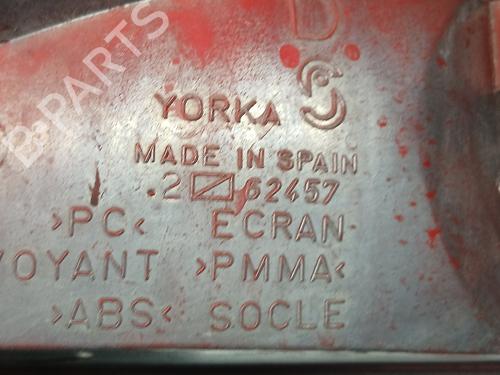 D
YORKA
MADE IN SPAIN
.2 62457
>PC< ECRAN-
VOYANT >PMMA<
>ABS< SOCLE
B-PARTS